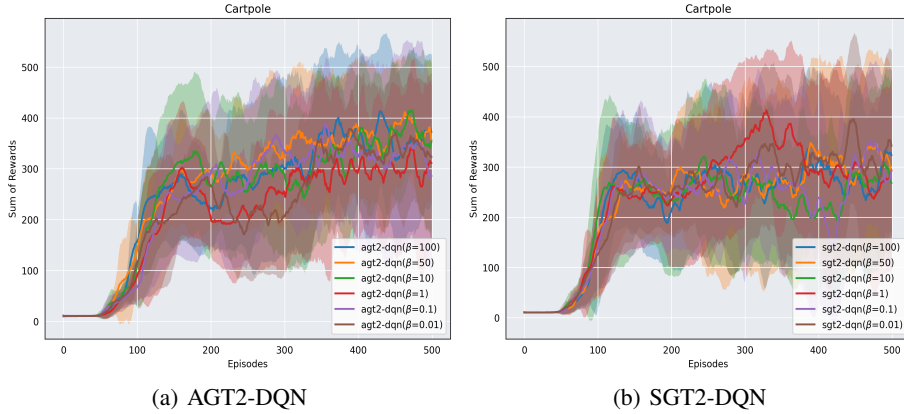 Cartpole
Sum of Rewards
500
400
300
200
100
0
agt2-dqn(β=100)
agt2-dqn(β=50)
agt2-dqn(β=10)
agt2-dqn(β=1)
agt2-dqn(β=0.1)
agt2-dqn(β=0.01)
0 100 200 300 400 500
Episodes
(a) AGT2-DQN
Cartpole
Sum of Rewards
500
400
300
200
100
0
sgt2-dqn(β=100)
sgt2-dqn(β=50)
sgt2-dqn(β=10)
sgt2-dqn(β=1)
sgt2-dqn(β=0.1)
sgt2-dqn(β=0.01)
0 100 200 300 400 500
Episodes
(b) SGT2-DQN